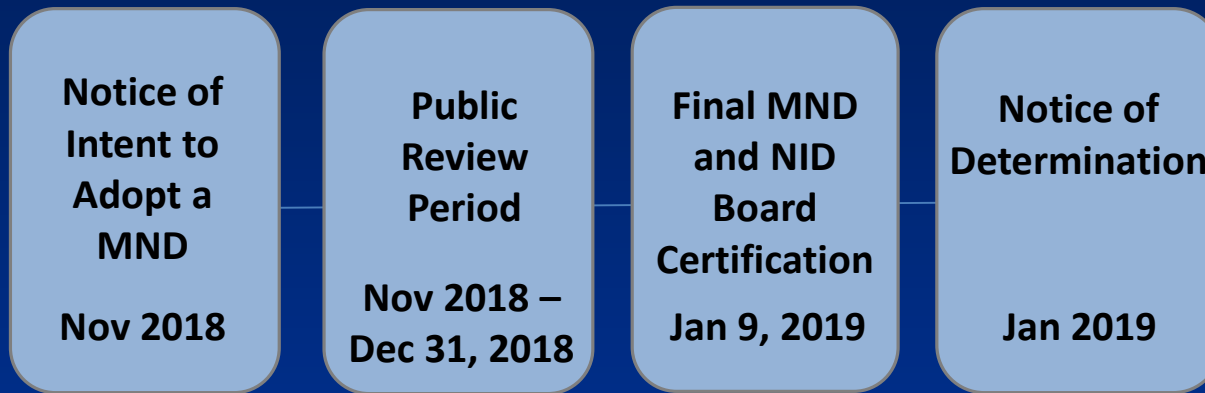 Notice of
Intent to
Adopt a
MND
Nov 2018
Public
Review
Period
Nov 2018 –
Dec 31, 2018
Final MND
and NID
Board
Certification
Jan 9, 2019
Notice of
Determination
Jan 2019